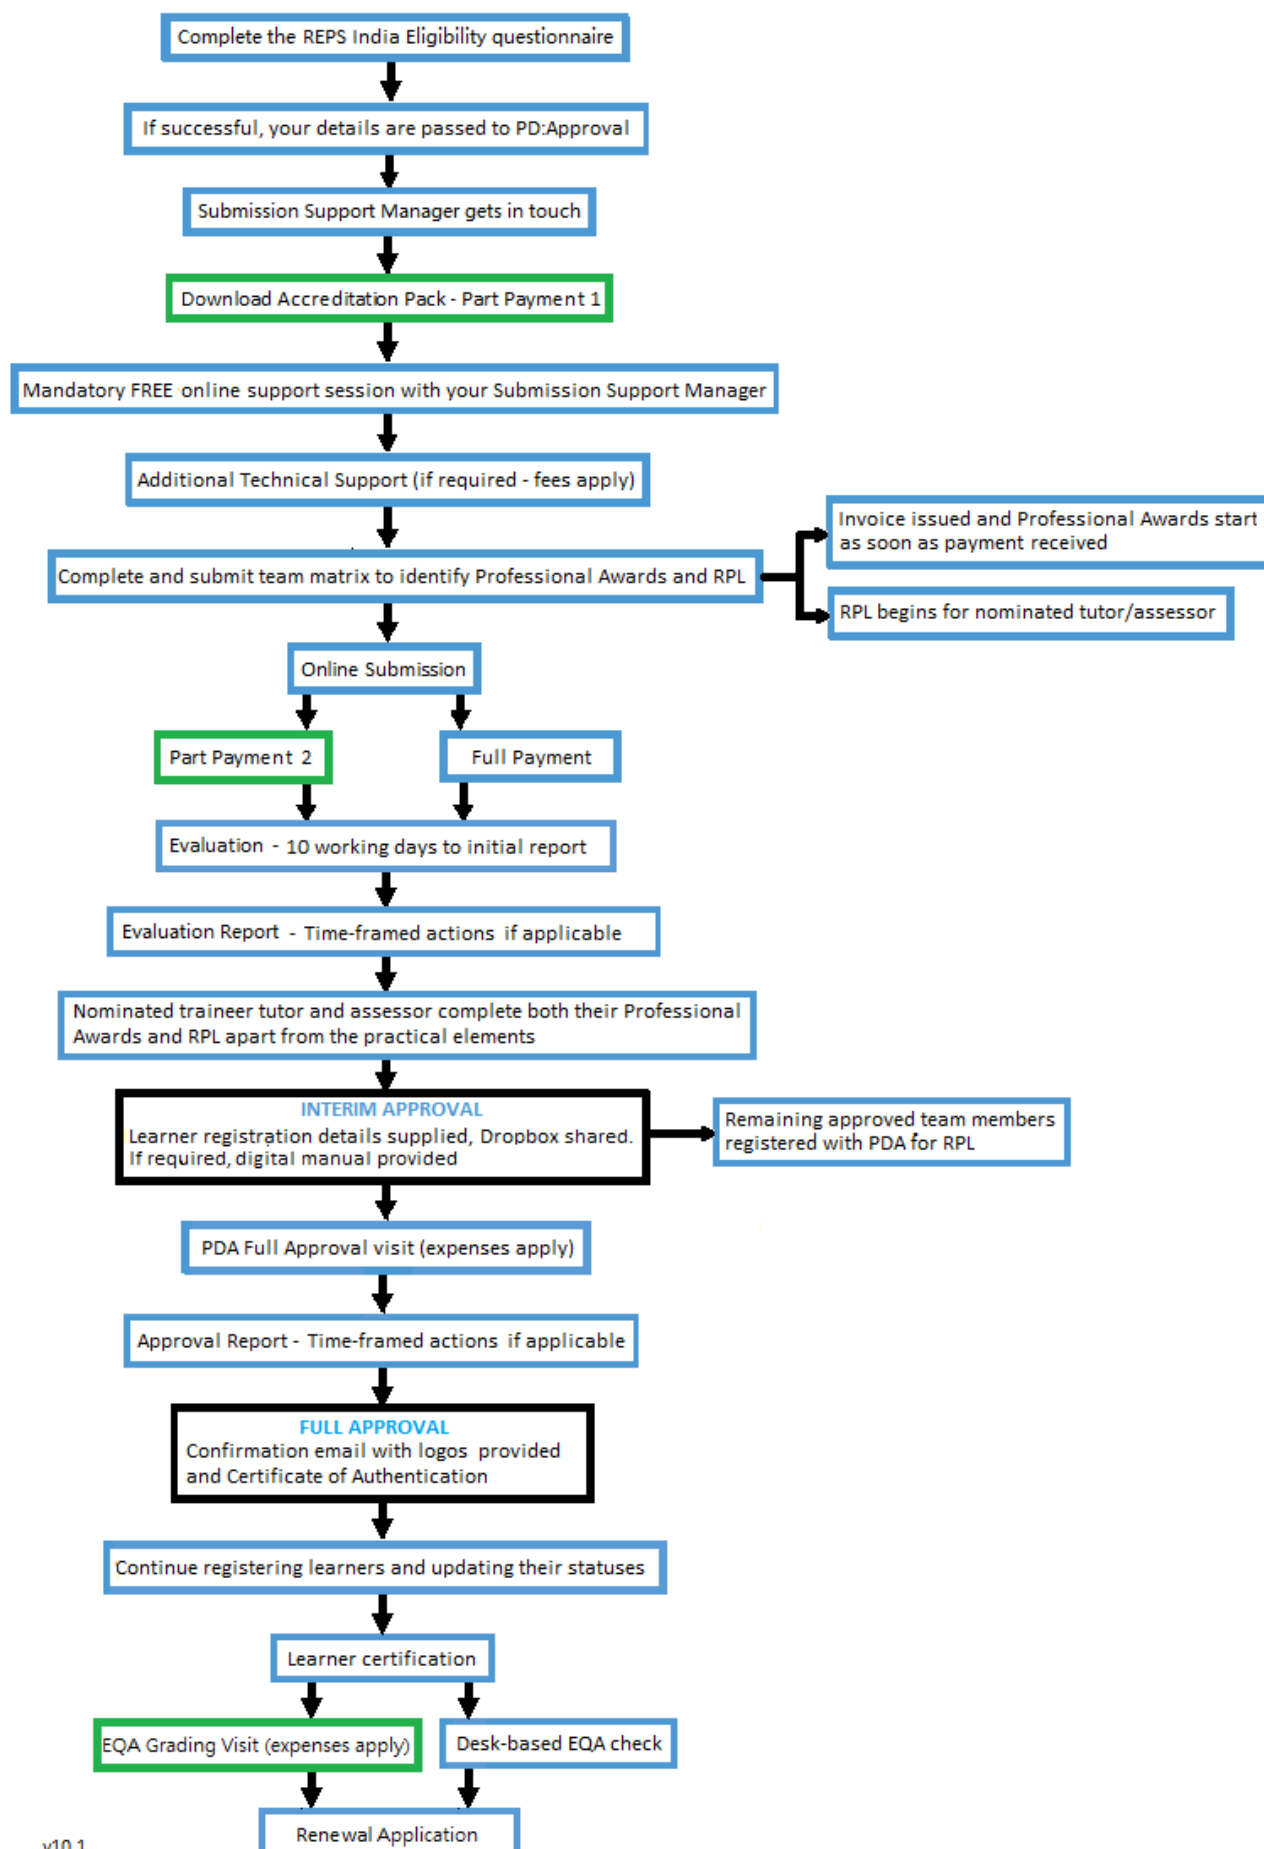 Complete the REPS India Eligibility questionnaire
If successful, your details are passed to PD:Approval
Submission Support Manager gets in touch
Download Accreditation Pack - Part Payment 1
Mandatory FREE online support session with your Submission Support Manager
Additional Technical Support (if required - fees apply)
Invoice issued and Professional Awards start
as soon as payment received
Complete and submit team matrix to identify Professional Awards and RPL
RPL begins for nominated tutor/assessor
Online Submission
Part Payment 2
Full Payment
Evaluation - 10 working days to initial report
Evaluation Report - Time-framed actions if applicable
Nominated traineer tutor and assessor complete both their Professional
Awards and RPL apart from the practical elements
INTERIM APPROVAL
Learner registration details supplied, Dropbox shared.
If required, digital manual provided
Remaining approved team members
registered with PDA for RPL
PDA Full Approval visit (expenses apply)
Approval Report - Time-framed actions if applicable
FULL APPROVAL
Confirmation email with logos provided
and Certificate of Authentication
Continue registering learners and updating their statuses
Learner certification
EQA Grading Visit (expenses apply)
Desk-based EQA check
Renewal Application
v10.1